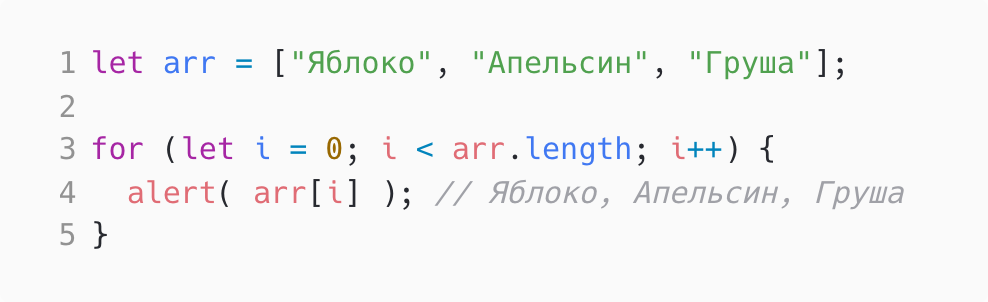 1 let arr = ["Яблоко", "Апельсин", "Груша"];
2
3 for (let i = 0; i < arr.length; i++) {
4   alert( arr[i] ); // Яблоко, Апельсин, Груша
5 }